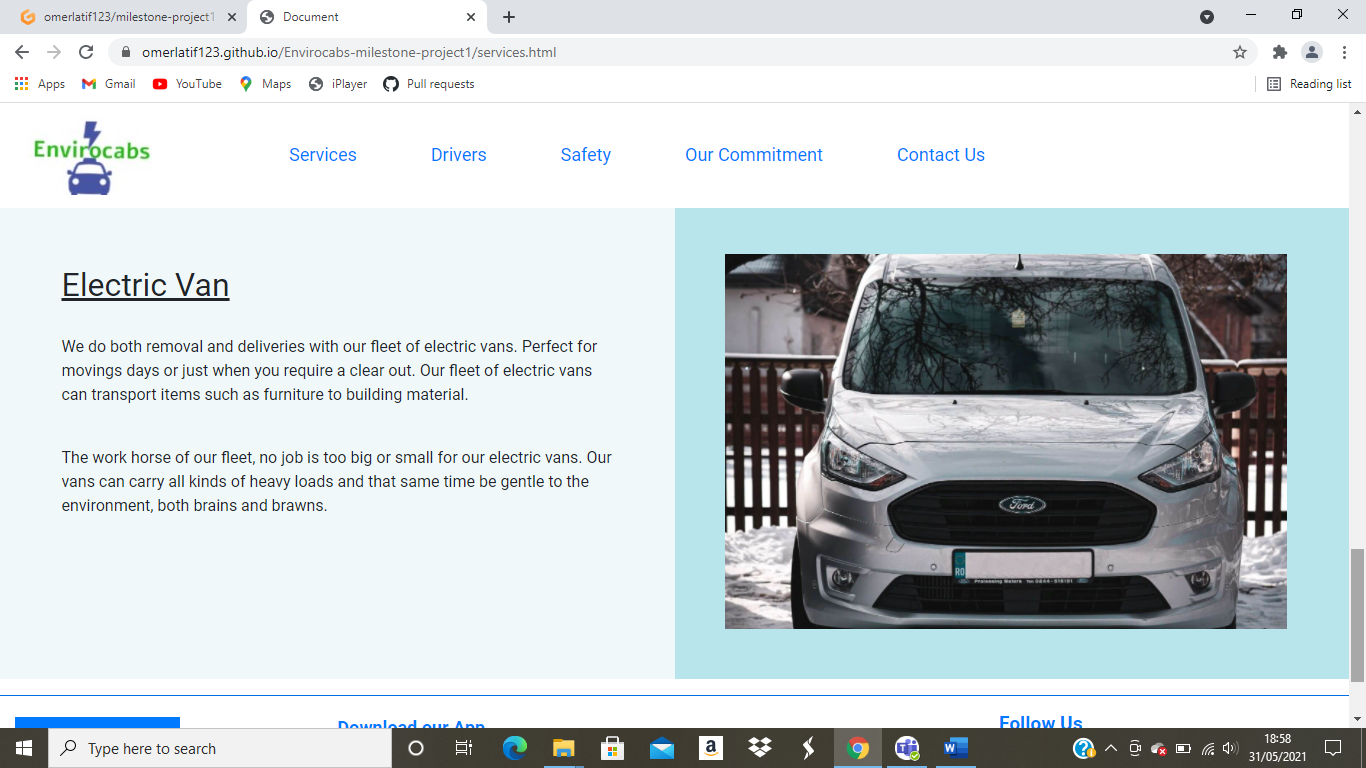 omerlatif123/milestone-project1
Document
omerlatif123.github.io/Envirocabs-milestone-project1/services.html
Apps
Gmail
YouTube
Maps
iPlayer
Pull requests
Reading list
Envirocabs
Services
Drivers
Safety
Our Commitment
Contact Us
Electric Van
We do both removal and deliveries with our fleet of electric vans. Perfect for
movings days or just when you require a clear out. Our fleet of electric vans
can transport items such as furniture to building material.
The work horse of our fleet, no job is too big or small for our electric vans. Our
vans can carry all kinds of heavy loads and that same time be gentle to the
environment, both brains and brawns.
Ford
RO
Download our App
Follow Us
Type here to search
18:58
31/05/2021